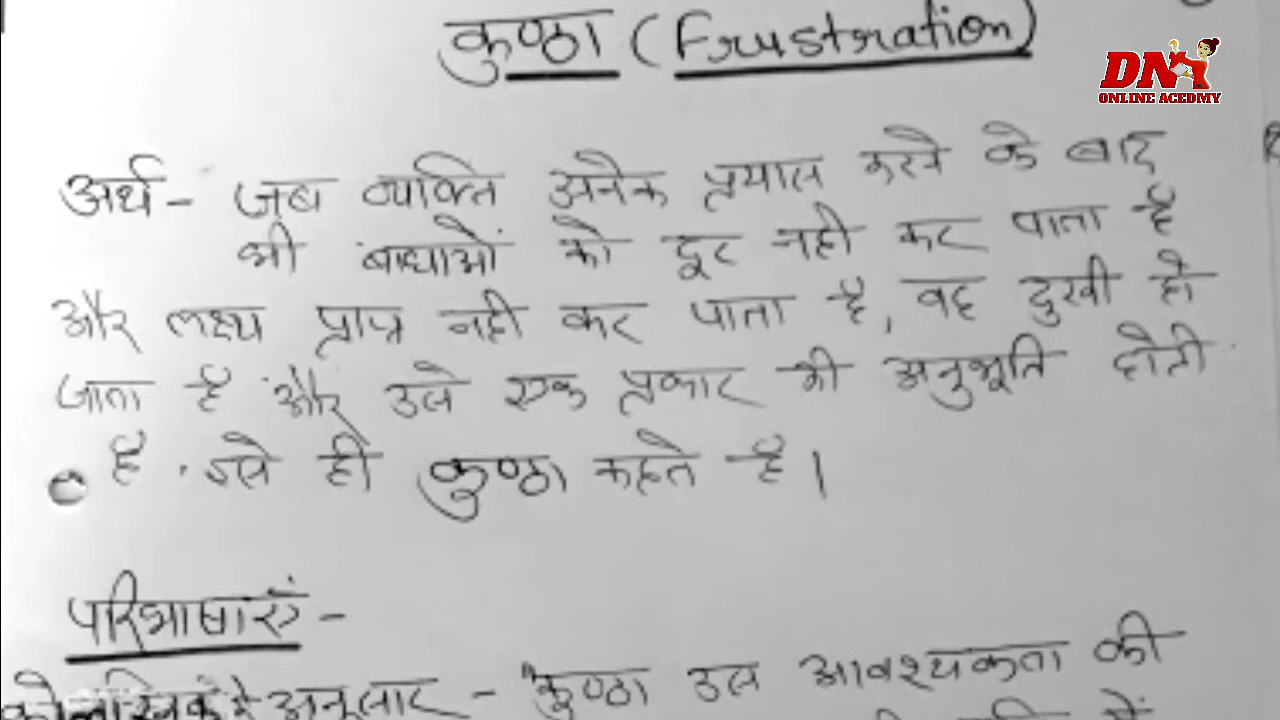 कुण्ठा (Frustration)
DN
ONLINE ACEDMY
अर्थ - जब व्यक्ति अनेक प्रयास करने के बाद
भी बाधाओं को दूर नही कर पाता है
और लक्ष्य प्राप्त नही कर पाता है, वह दुखी हो
जाता है और उसे एक प्रकार की अनुभूति होती
है . इसे ही कुण्ठा कहते है।
परिभाषाएँ -
के अनुसार - "कुण्ठा उस आवश्यकता की
में